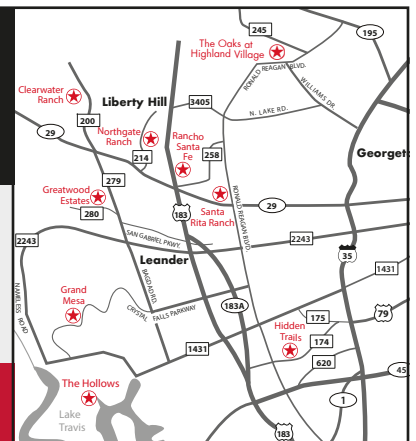 245
195
The Oaks at
Highland Village
RONALD REAGAN BLVD.
WILLIAMS DR
Clearwater
Ranch
Liberty Hill
3405
N. LAKE RD.
200
29
Northgate
Ranch
Rancho
Santa
Fe
214
258
Georget
279
Greatwood
Estates
280
183
Santa
Rita Ranch
RONALD REAGAN BLVD.
29
SAN GABRIEL PKWY.
2243
2243
35
Leander
1431
BAGDAD RD.
NAMELESS ROAD
Grand
Mesa
CRYSTAL FALLS PARKWAY
183A
175
79
Hidden
Trails
174
1431
620
45
The Hollows
1
Lake
Travis
183